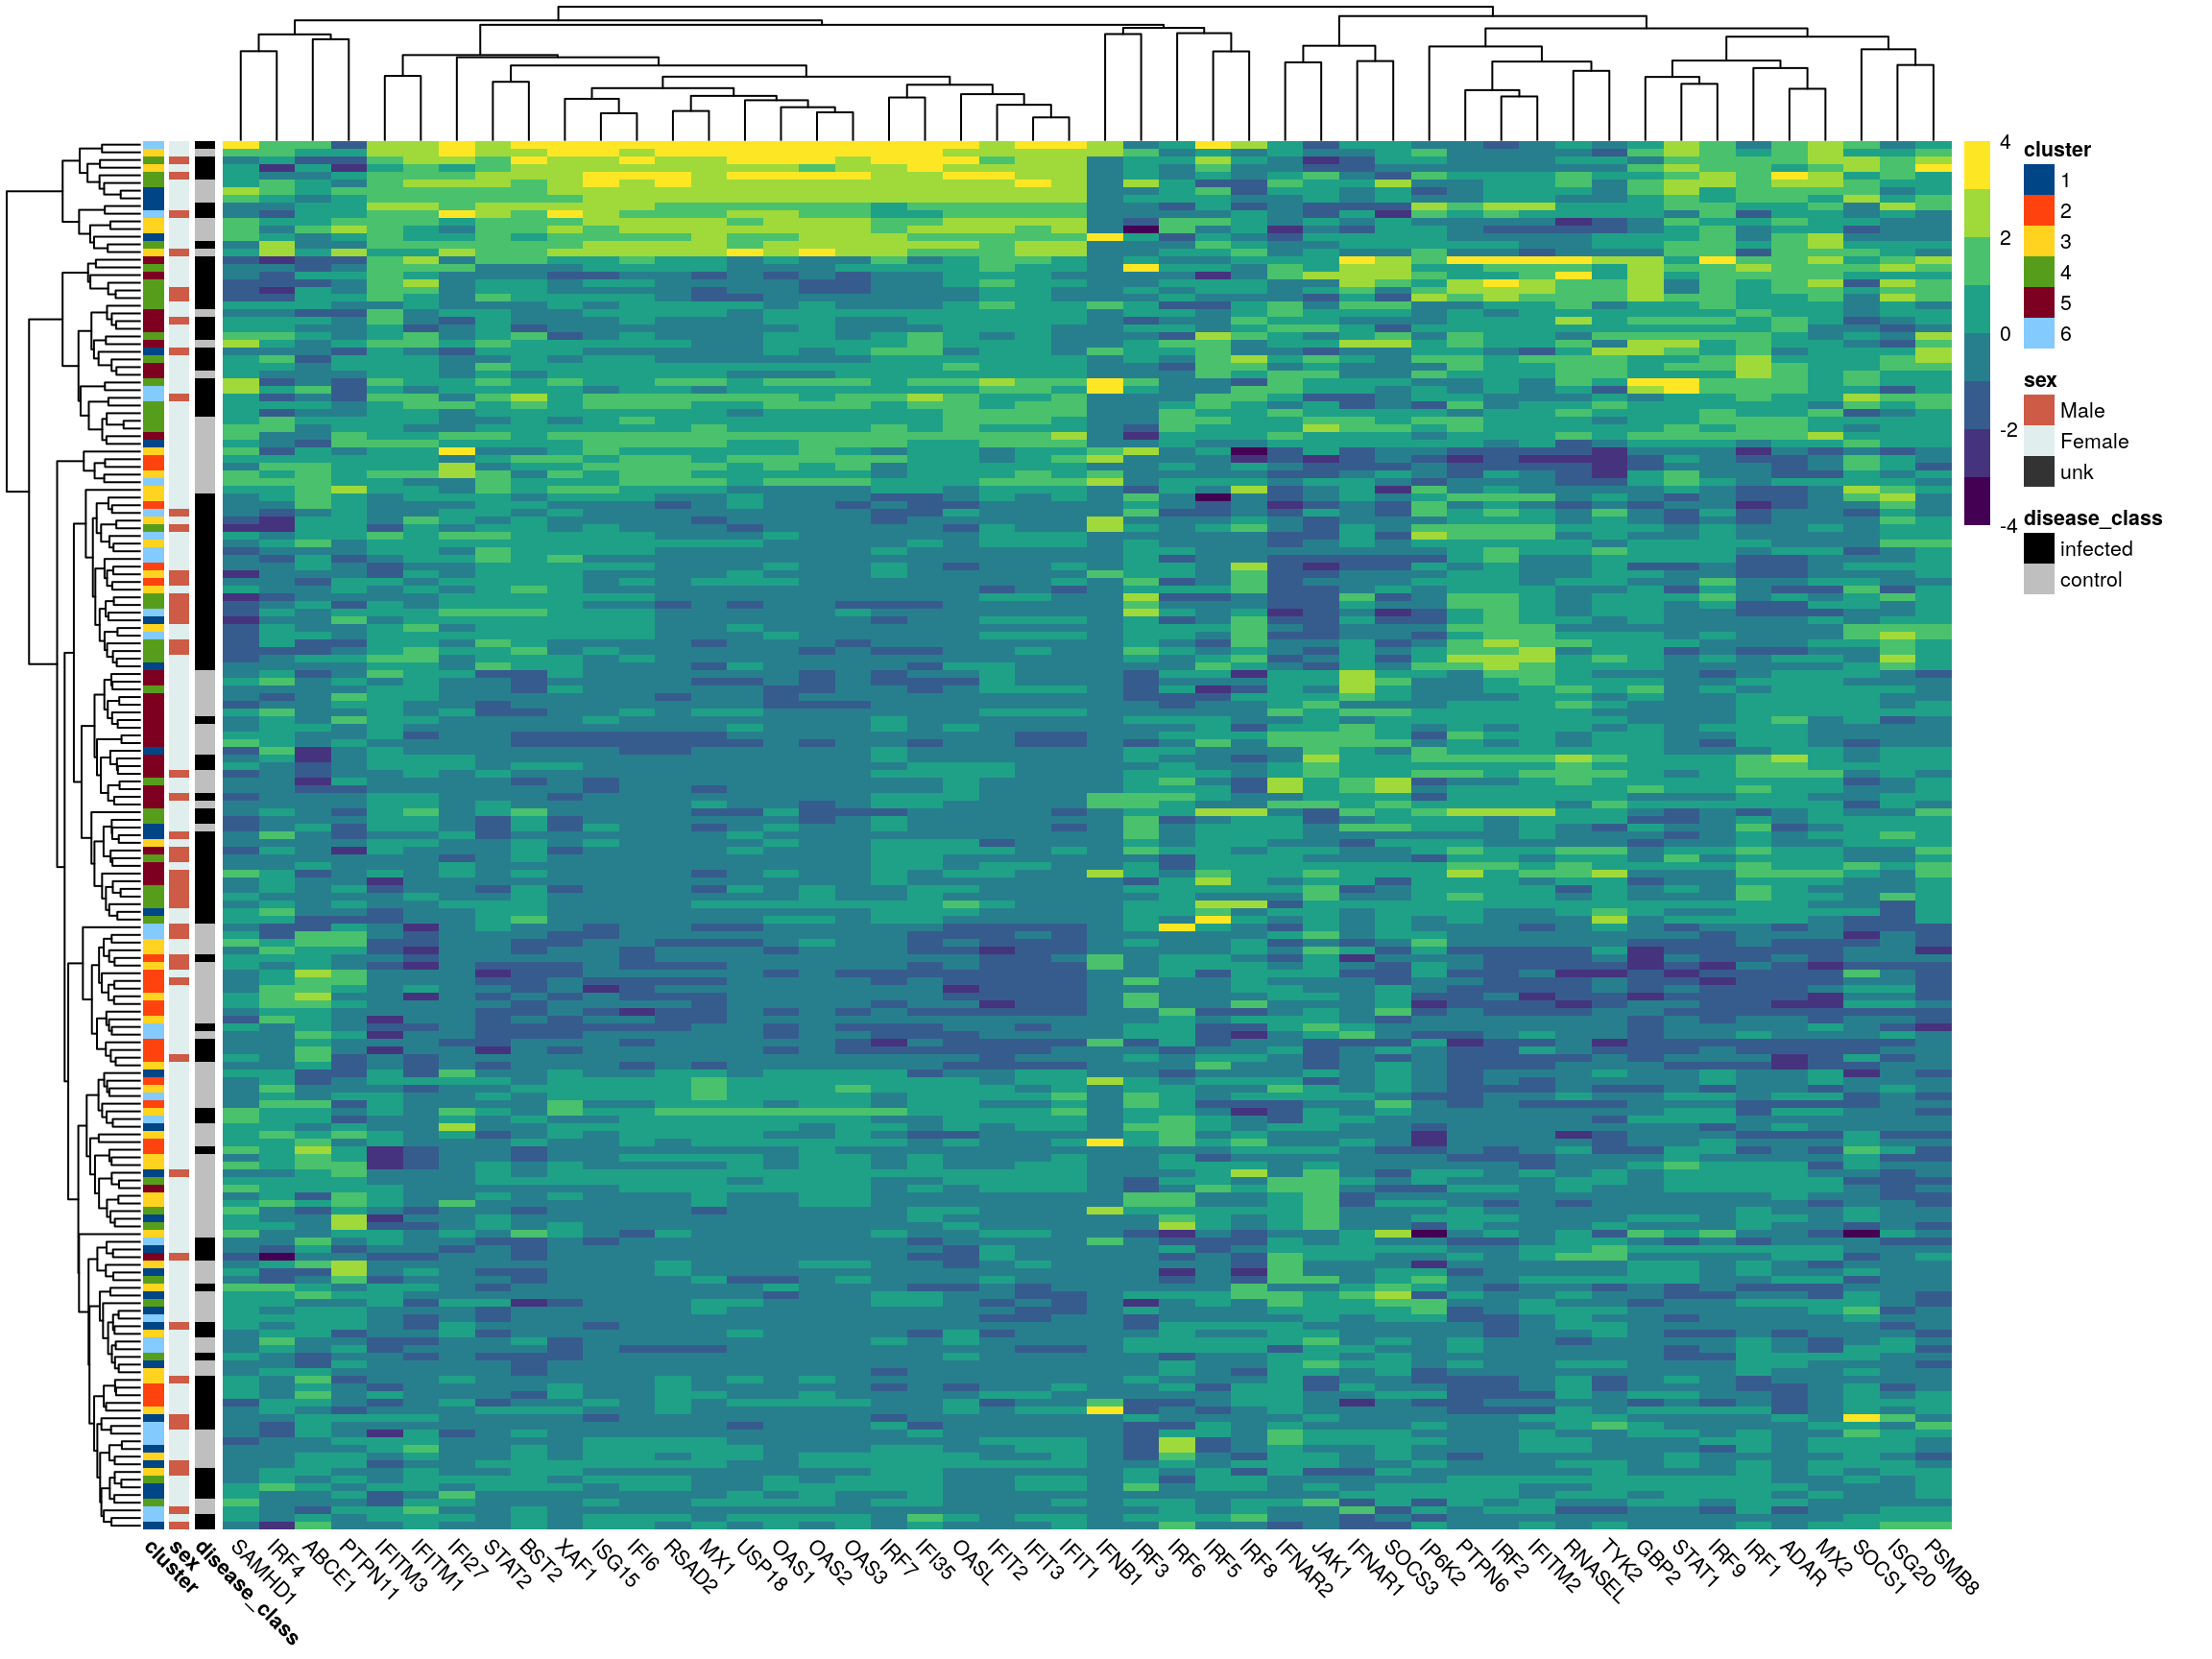 4
2
0
-2
-4
cluster
1
2
3
4
5
6
sex
Male
Female
unk
disease_class
infected
control
cluster
sex
disease_class
SAMHD1
IRF4
ABCE1
PTPN11
IFITM3
IFITM1
IFI27
STAT2
BST2
XAF1
ISG15
IFI6
RSAD2
MX1
USP18
OAS1
OAS2
OAS3
IRF7
IFI35
OASL
IFIT2
IFIT3
IFIT1
IFNB1
IRF3
IRF6
IRF5
IRF8
IFNAR2
JAK1
IFNAR1
SOCS3
IP6K2
PTPN6
IRF2
IFITM2
RNASEL
TYK2
GBP2
STAT1
IRF9
IRF1
ADAR
MX2
SOCS1
ISG20
PSMB8